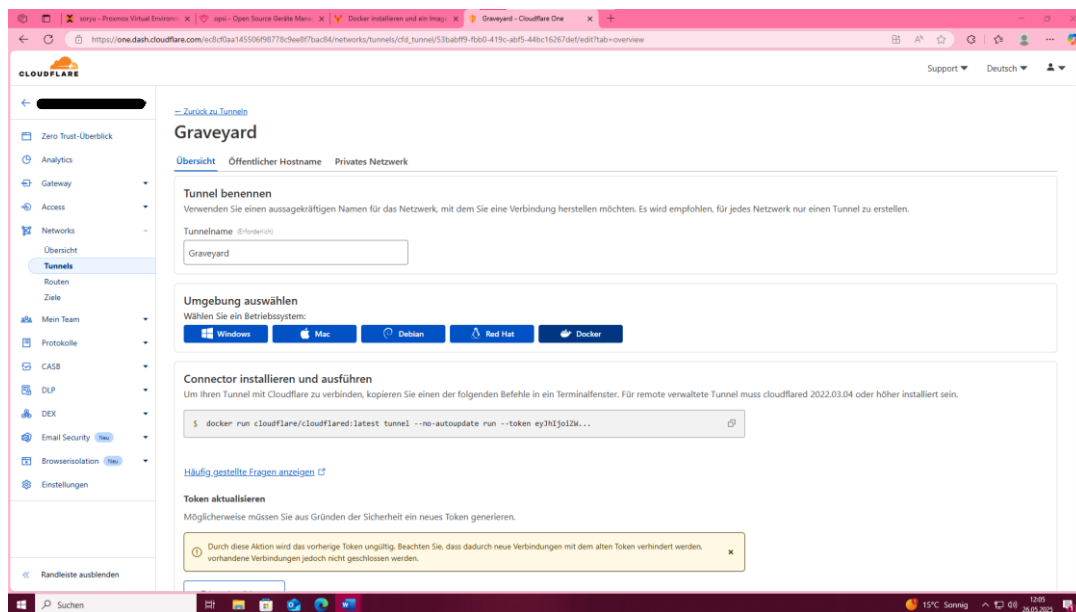 sorya - Proxmox Virtual Environm
opsi - Open Source Geräte Manag
Docker installieren und ein Image
Graveyard - Cloudflare One
https://one.dash.cloudflare.com/ec8cf0aa145506f98778c9ee8f7bac84/networks/tunnels/cfd_tunnel/53babff9-fbb0-419c-abf5-44bc16267def/edit?tab=overview
CLOUDFLARE
Support
Deutsch
Zero Trust-Überblick
Analytics
Gateway
Access
Networks
Übersicht
Tunnels
Routen
Ziele
Mein Team
Protokolle
CASB
DLP
DEX
Email Security Neu
Browserisolation Neu
Einstellungen
Randleiste ausblenden
← Zurück zu Tunneln
Graveyard
Übersicht Öffentlicher Hostname Privates Netzwerk
Tunnel benennen
Verwenden Sie einen aussagekräftigen Namen für das Netzwerk, mit dem Sie eine Verbindung herstellen möchten. Es wird empfohlen, für jedes Netzwerk nur einen Tunnel zu erstellen.
Tunnelname (Erforderlich)
Graveyard
Umgebung auswählen
Wählen Sie ein Betriebssystem:
Windows Mac Debian Red Hat Docker
Connector installieren und ausführen
Um Ihren Tunnel mit Cloudflare zu verbinden, kopieren Sie einen der folgenden Befehle in ein Terminalfenster. Für remote verwaltete Tunnel muss cloudflared 2022.03.04 oder höher installiert sein.
$ docker run cloudflare/cloudflared:latest tunnel --no-autoupdate run --token eyJhIjoiZW...
Häufig gestellte Fragen anzeigen
Token aktualisieren
Möglicherweise müssen Sie aus Gründen der Sicherheit ein neues Token generieren.
Durch diese Aktion wird das vorherige Token ungültig. Beachten Sie, dass dadurch neue Verbindungen mit dem alten Token verhindert werden,
vorhandene Verbindungen jedoch nicht geschlossen werden.
Suchen
15°C Sonnig
12:05
26.05.2025